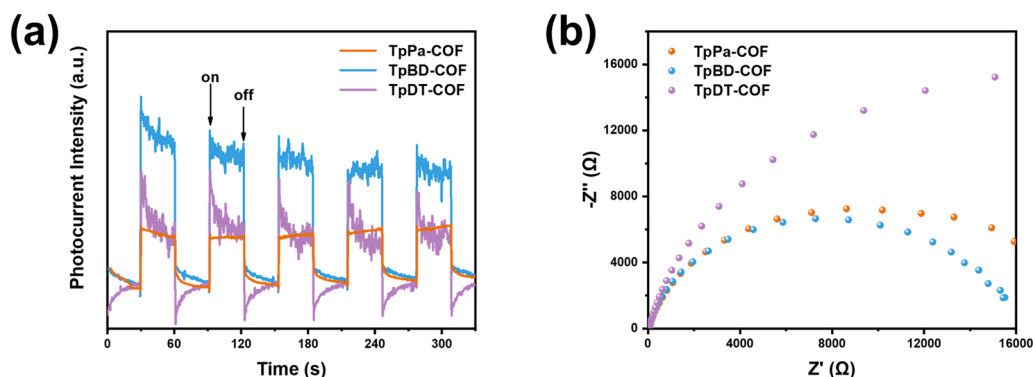 (a)
Photocurrent Intensity (a.u.)
TpPa-COF
TpBD-COF
TpDT-COF
on
off
0
60
120
180
240
300
Time (s)
(b)
-Z'' (Ω)
16000
12000
8000
4000
0
TpPa-COF
TpBD-COF
TpDT-COF
0
4000
8000
12000
16000
Z' (Ω)